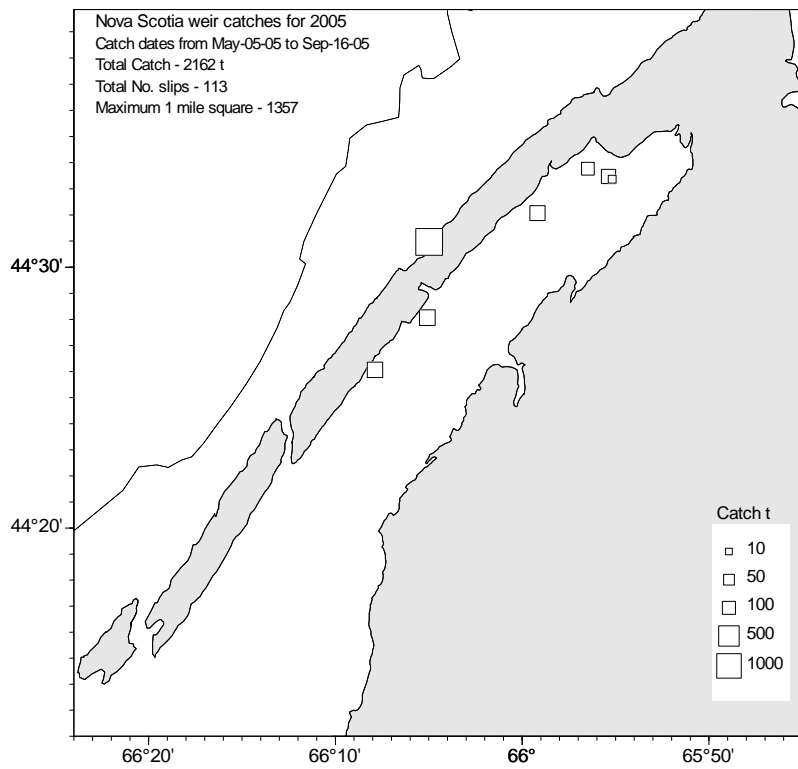 Nova Scotia weir catches for 2005
Catch dates from May-05-05 to Sep-16-05
Total Catch - 2162 t
Total No. slips - 113
Maximum 1 mile square - 1357
44°30'
44°20'
Catch t
10
50
100
500
1000
66°20'
66°10'
66°
65°50'